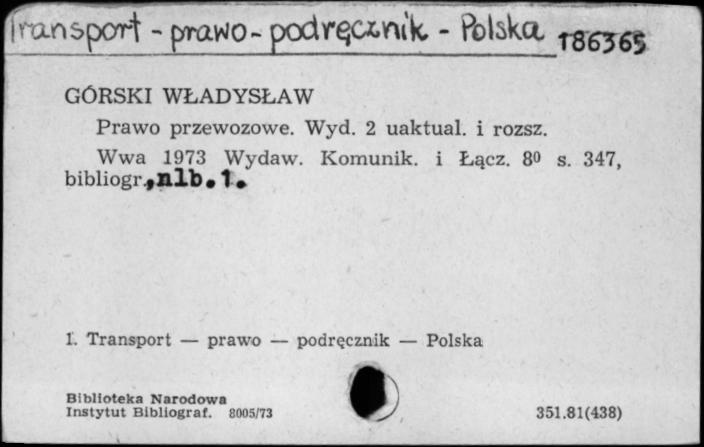 Transport - prawo - podręcznik - Polska 186365
GÓRSKI WŁADYSŁAW
Prawo przewozowe. Wyd. 2 uaktual. i rozsz.
Wwa 1973 Wydaw. Komunik. i Łącz. 8⁰ s. 347,
bibliogr., nlb. 1.
1. Transport — prawo — podręcznik — Polska
Biblioteka Narodowa
Instytut Bibliograf. 8005/73
351.81(438)